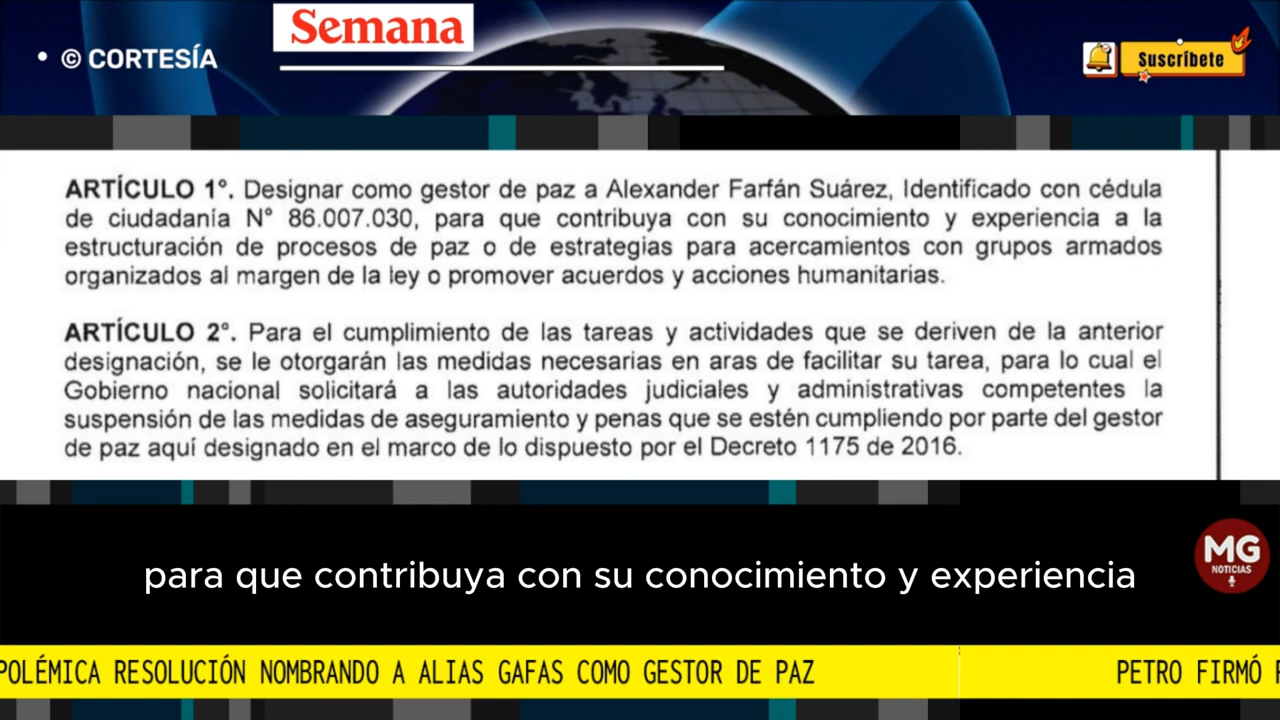 Semana
• © CORTESÍA
Suscríbete
ARTÍCULO 1°. Designar como gestor de paz a Alexander Farfán Suárez, Identificado con cédula
de ciudadanía N° 86.007.030, para que contribuya con su conocimiento y experiencia a la
estructuración de procesos de paz o de estrategias para acercamientos con grupos armados
organizados al margen de la ley o promover acuerdos y acciones humanitarias.
ARTÍCULO 2°. Para el cumplimiento de las tareas y actividades que se deriven de la anterior
designación, se le otorgarán las medidas necesarias en aras de facilitar su tarea, para lo cual el
Gobierno nacional solicitará a las autoridades judiciales y administrativas competentes la
suspensión de las medidas de aseguramiento y penas que se estén cumpliendo por parte del gestor
de paz aquí designado en el marco de lo dispuesto por el Decreto 1175 de 2016.
para que contribuya con su conocimiento y experiencia
MG
NOTICIAS
POLÉMICA RESOLUCIÓN NOMBRANDO A ALIAS GAFAS COMO GESTOR DE PAZ
PETRO FIRMÓ